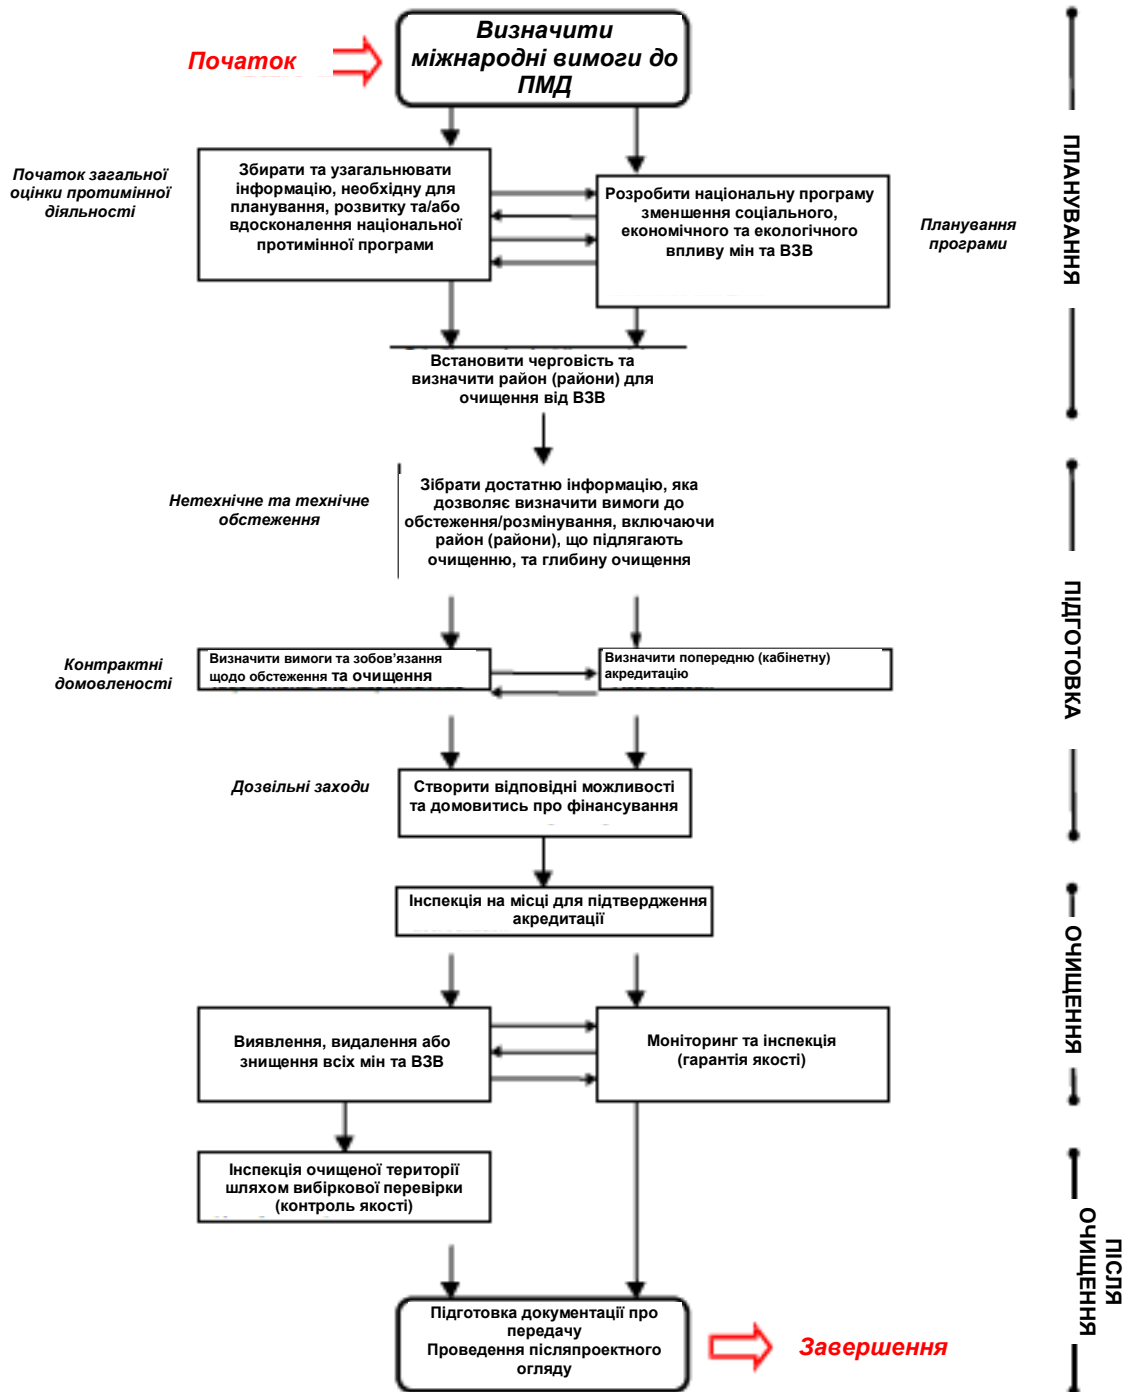 Визначити
міжнародні вимоги до
ПМД
Початок
Початок загальної
оцінки протимінної
діяльності
Збирати та узагальнювати
інформацію, необхідну для
планування, розвитку та/або
вдосконалення національної
протимінної програми
Розробити національну програму
зменшення соціального,
економічного та екологічного
впливу мін та ВЗВ
Планування
програми
ПЛАНУВАННЯ
Встановити черговість та
визначити район (райони) для
очищення від ВЗВ
Нетехнічне та технічне
обстеження
Зібрати достатню інформацію, яка
дозволяє визначити вимоги до
обстеження/розмінування, включаючи
район (райони), що підлягають
очищенню, та глибину очищення
ПІДГОТОВКА
Контрактні
домовленості
Визначити вимоги та зобов’язання
щодо обстеження та очищення
Визначити попередню (кабінетну)
акредитацію
Дозвільні заходи
Створити відповідні можливості
та домовитись про фінансування
Інспекція на місці для підтвердження
акредитації
ОЧИЩЕННЯ
Виявлення, видалення або
знищення всіх мін та ВЗВ
Моніторинг та інспекція
(гарантія якості)
Інспекція очищеної території
шляхом вибіркової перевірки
(контроль якості)
ПІСЛЯ
ОЧИЩЕННЯ
Підготовка документації про
передачу
Проведення післяпроектного
огляду
Завершення